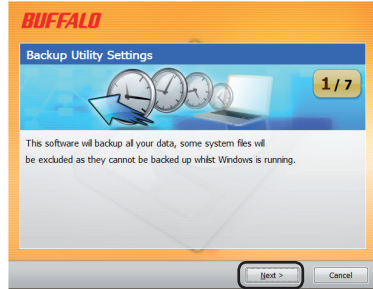 BUFFALO
Backup Utility Settings
1/7
This software will backup all your data, some system files will
be excluded as they cannot be backed up whilst Windows is running.
Next >
Cancel